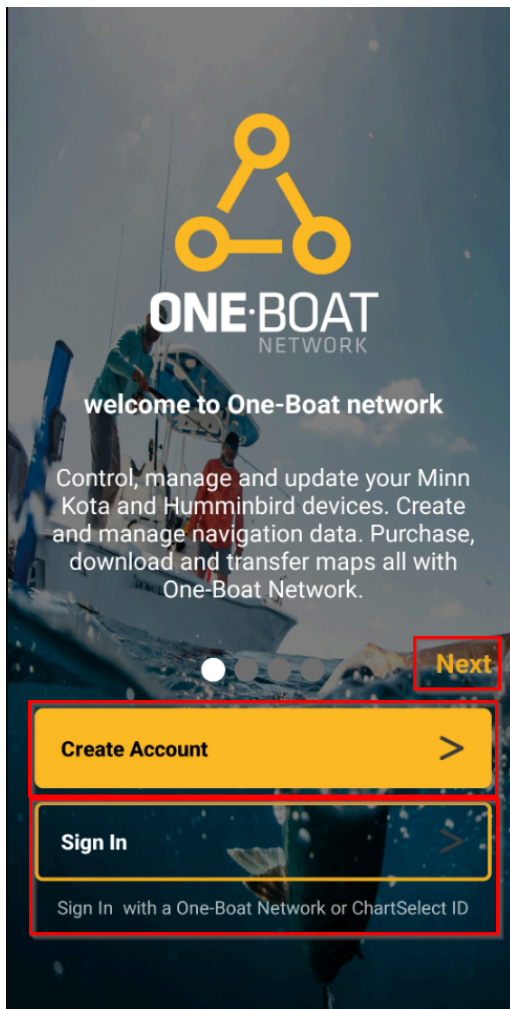 ONE·BOAT
NETWORK
welcome to One-Boat network
Control, manage and update your Minn
Kota and Humminbird devices. Create
and manage navigation data. Purchase,
download and transfer maps all with
One-Boat Network.
Next
Create Account >
Sign In >
Sign In with a One-Boat Network or ChartSelect ID